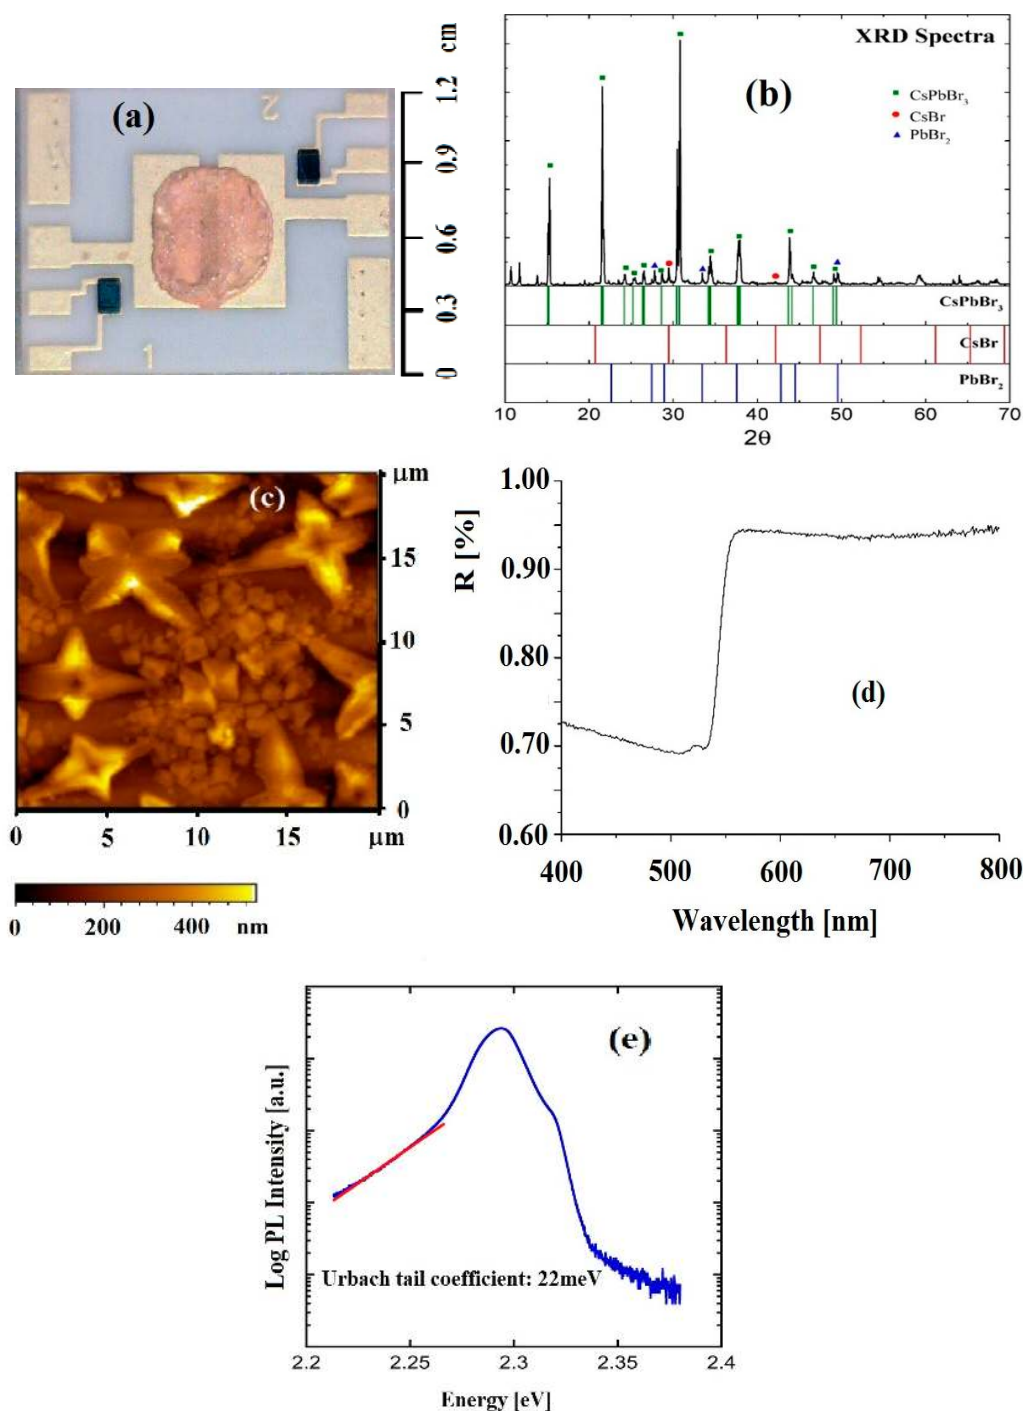 (a)
2
1
cm
1.2
0.9
0.6
0.3
0
XRD Spectra
(b)
CsPbBr3
CsBr
PbBr2
CsPbBr3
CsBr
PbBr2
10 20 30 40 50 60 70
2θ
(c)
μm
15
10
5
0
0 5 10 15 μm
0 200 400 nm
R [%]
1.00
0.90
0.80
0.70
0.60
(d)
400 500 600 700 800
Wavelength [nm]
(e)
Log PL Intensity [a.u.]
Urbach tail coefficient: 22meV
2.2 2.25 2.3 2.35 2.4
Energy [eV]